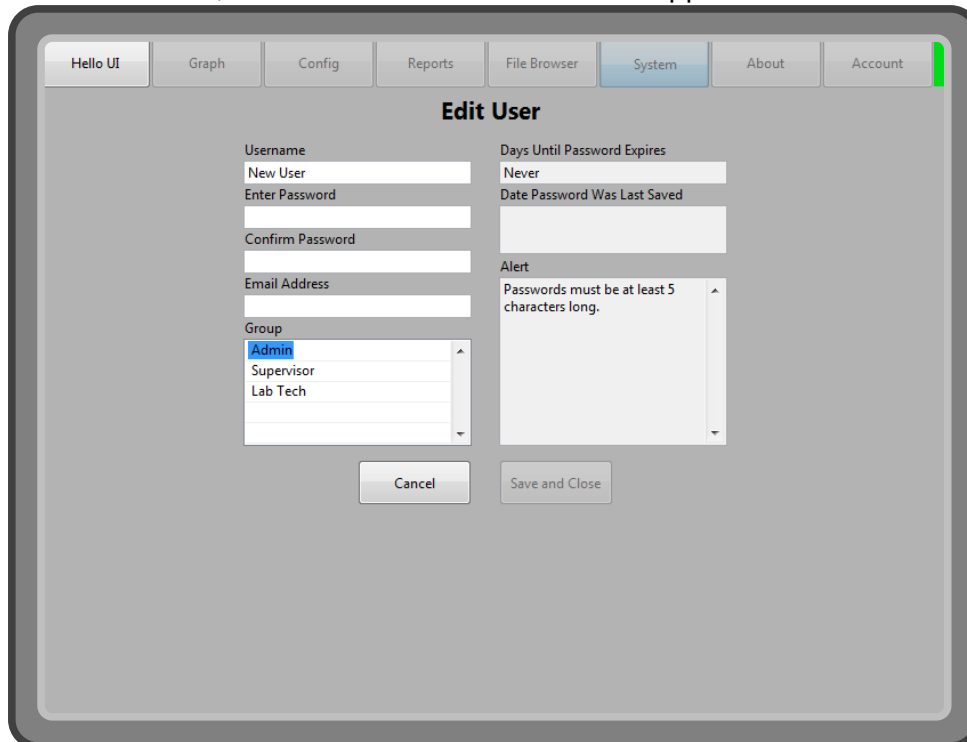 Hello UI Graph Config Reports File Browser System About Account
Edit User
Username
New User
Enter Password
Confirm Password
Email Address
Group
Admin
Supervisor
Lab Tech
Cancel
Days Until Password Expires
Never
Date Password Was Last Saved
Alert
Passwords must be at least 5
characters long.
Save and Close